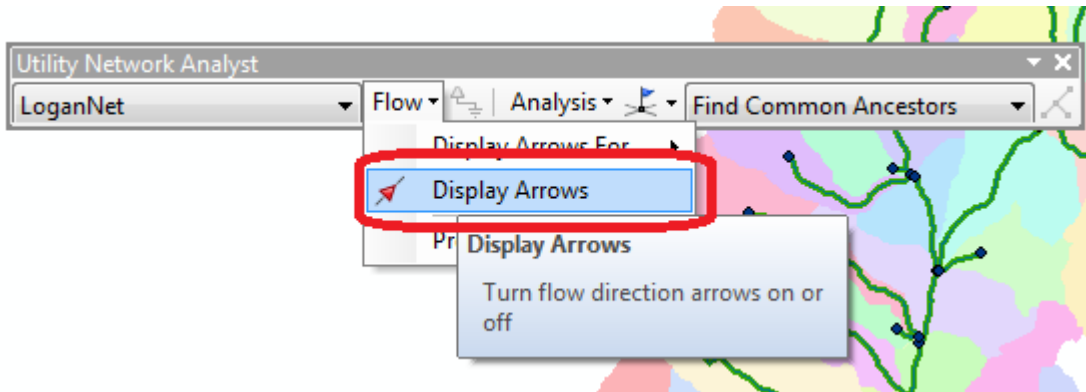 Utility Network Analyst
LoganNet Flow Analysis Find Common Ancestors
Display Arrows For
Display Arrows
Pr
Display Arrows
Turn flow direction arrows on or
off